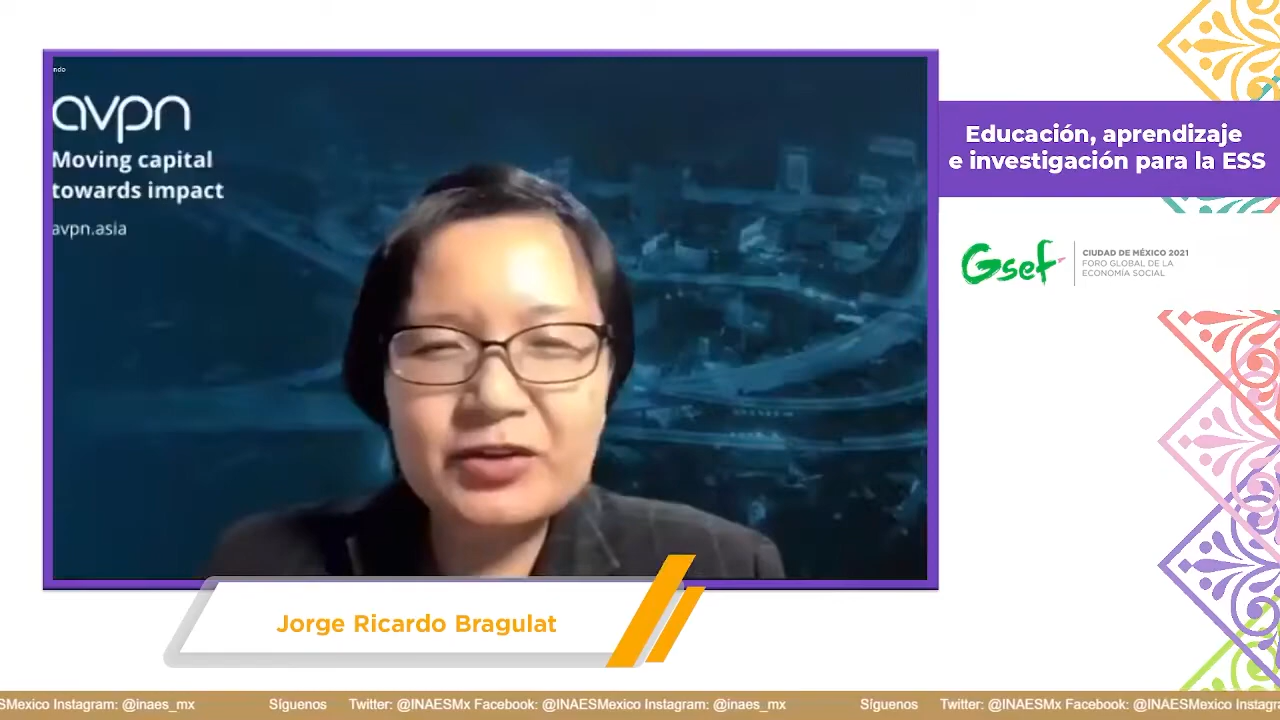 ndo
avpn
Moving capital
towards impact
avpn.asia
Educación, aprendizaje
e investigación para la ESS
Gsef
CIUDAD DE MÉXICO 2021
FORO GLOBAL DE LA
ECONOMÍA SOCIAL
Jorge Ricardo Bragulat
SMexico Instagram: @inaes_mx Síguenos Twitter: @INAESMx Facebook: @INAESMexico Instagram: @inaes_mx Síguenos Twitter: @INAESMx Facebook: @INAESMexico Instagra